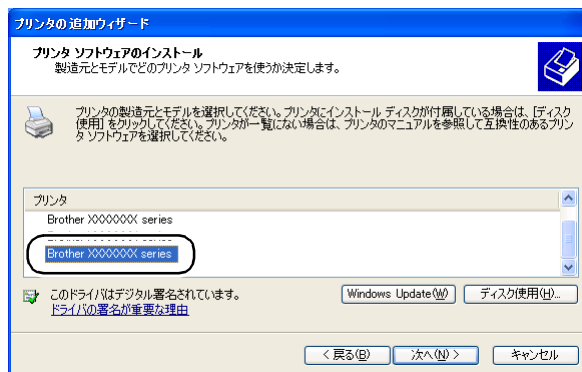 プリンタの追加ウィザード
プリンタ ソフトウェアのインストール
製造元とモデルでどのプリンタ ソフトウェアを使うか決定します。
プリンタの製造元とモデルを選択してください。プリンタにインストール ディスクが付属している場合は、[ディスク
使用] をクリックしてください。プリンタが一覧にない場合は、プリンタのマニュアルを参照して互換性のあるプリン
タ ソフトウェアを選択してください。
プリンタ
Brother XXXXXXX series
Brother XXXXXXX series
このドライバはデジタル署名されています。
ドライバの署名が重要な理由
Windows Update(W)
ディスク使用(H)...
< 戻る(B)
次へ(N) >
キャンセル